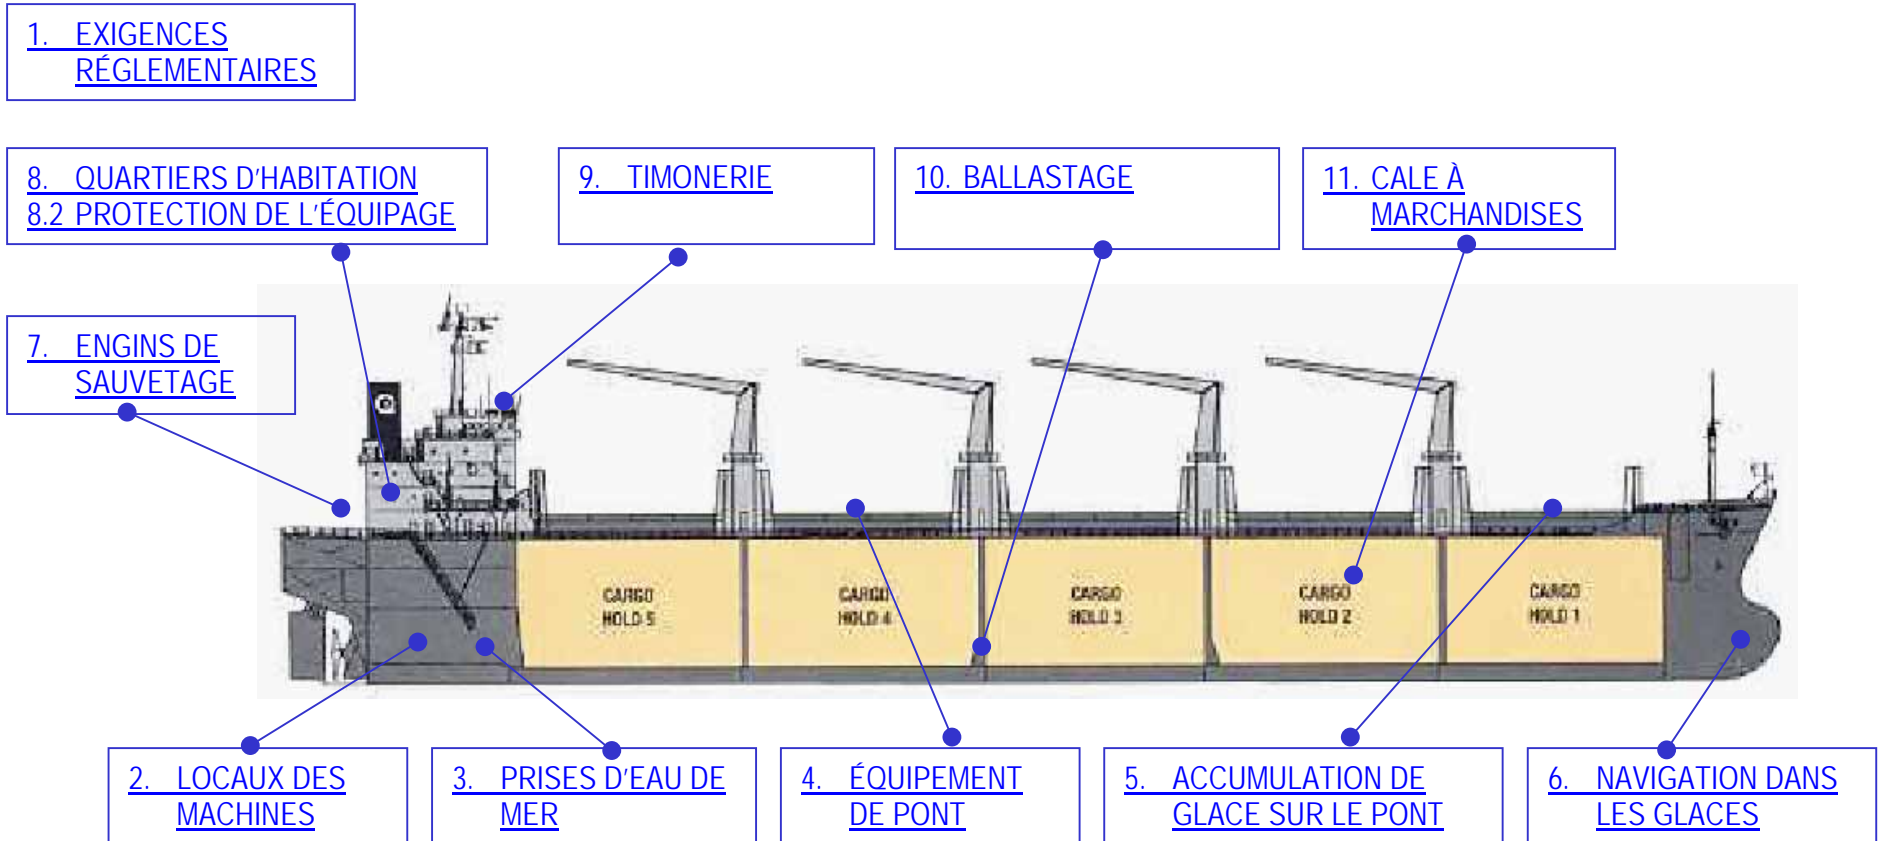 1. EXIGENCES
RÉGLEMENTAIRES
8. QUARTIERS D'HABITATION
8.2 PROTECTION DE L'ÉQUIPAGE
9. TIMONERIE
10. BALLASTAGE
11. CALE À
MARCHANDISES
7. ENGINS DE
SAUVETAGE
CARGO
HOLD 5
CARGO
HOLD 4
CARGO
HOLD 3
CARGO
HOLD 2
CARGO
HOLD 1
2. LOCAUX DES
MACHINES
3. PRISES D'EAU DE
MER
4. ÉQUIPEMENT
DE PONT
5. ACCUMULATION DE
GLACE SUR LE PONT
6. NAVIGATION DANS
LES GLACES